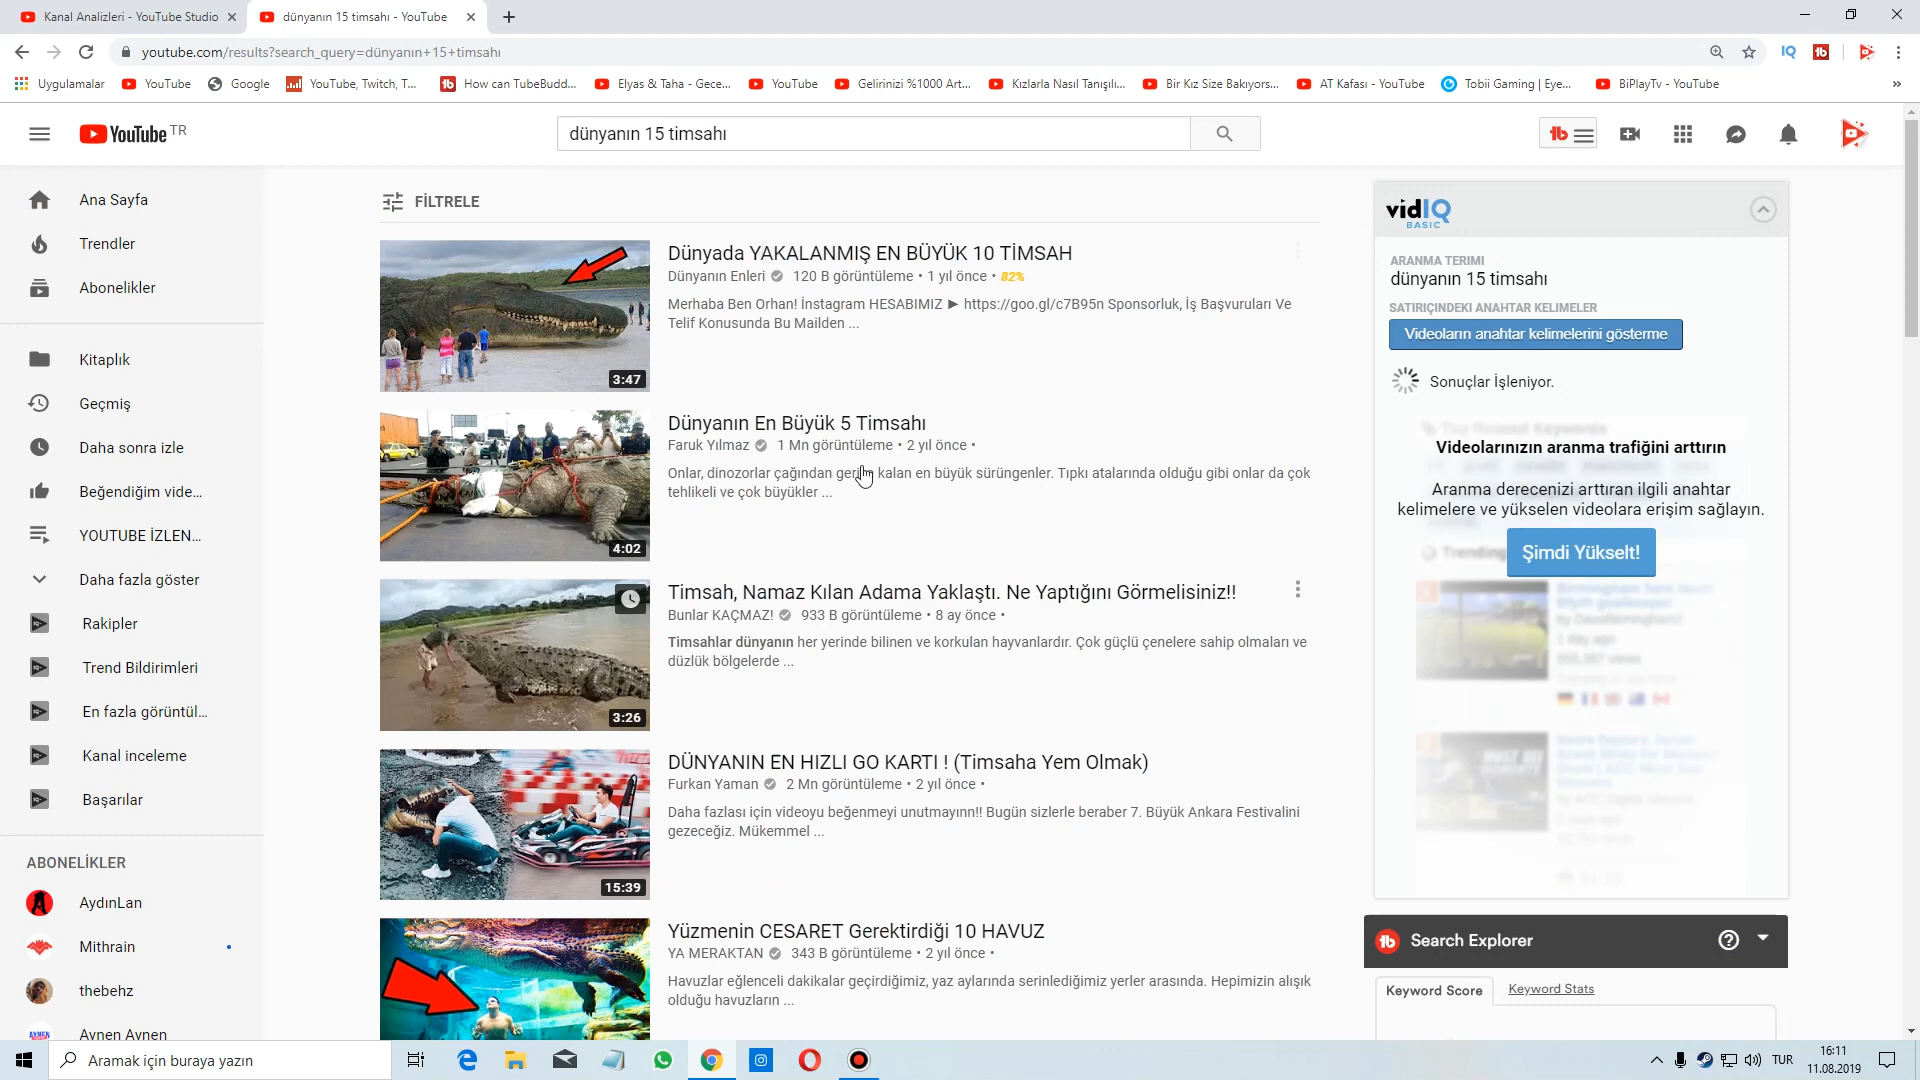 Kanal Analizleri - YouTube Studio
dünyanın 15 timsahı - YouTube
youtube.com/results?search_query=dünyanın+15+timsahı
Uygulamalar
YouTube
Google
YouTube, Twitch, T...
How can TubeBudd...
Elyas & Taha - Gece...
YouTube
Gelirinizi %1000 Art...
Kızlarla Nasıl Tanışılı...
Bir Kız Size Bakıyors...
AT Kafası - YouTube
Tobii Gaming | Eye...
BiPlayTv - YouTube
YouTube TR
dünyanın 15 timsahı
Ana Sayfa
Trendler
Abonelikler
Kitaplık
Geçmiş
Daha sonra izle
Beğendiğim vide...
YOUTUBE İZLEN...
Daha fazla göster
Rakipler
Trend Bildirimleri
En fazla görüntül...
Kanal inceleme
Başarılar
ABONELİKLER
AydınLan
Mithrain
thebehz
Aynen Aynen
FİLTRELE
Dünyada YAKALANMIŞ EN BÜYÜK 10 TİMSAH
Dünyanın Enleri 120 B görüntüleme • 1 yıl önce • 82%
Merhaba Ben Orhan! İnstagram HESABIMIZ ► https://goo.gl/c7B95n Sponsorluk, İş Başvuruları Ve
Telif Konusunda Bu Mailden ...
3:47
Dünyanın En Büyük 5 Timsahı
Faruk Yılmaz 1 Mn görüntüleme • 2 yıl önce •
Onlar, dinozorlar çağından geriye kalan en büyük sürüngenler. Tıpkı atalarında olduğu gibi onlar da çok
tehlikeli ve çok büyükler ...
4:02
Timsah, Namaz Kılan Adama Yaklaştı. Ne Yaptığını Görmelisiniz!!
Bunlar KAÇMAZ! 933 B görüntüleme • 8 ay önce •
Timsahlar dünyanın her yerinde bilinen ve korkulan hayvanlardır. Çok güçlü çenelere sahip olmaları ve
düzlük bölgelerde ...
3:26
DÜNYANIN EN HIZLI GO KARTI ! (Timsaha Yem Olmak)
Furkan Yaman 2 Mn görüntüleme • 2 yıl önce •
Daha fazlası için videoyu beğenmeyi unutmayınn!! Bugün sizlerle beraber 7. Büyük Ankara Festivalini
gezeceğiz. Mükemmel ...
15:39
Yüzmenin CESARET Gerektirdiği 10 HAVUZ
YA MERAKTAN 343 B görüntüleme • 2 yıl önce •
Havuzlar eğlenceli dakikalar geçirdiğimiz, yaz aylarında serinlediğimiz yerler arasında. Hepimizin alışık
olduğu havuzların ...
vidIQ
BASIC
ARANMA TERIMI
dünyanın 15 timsahı
SATIRIÇINDEKI ANAHTAR KELIMELER
Videoların anahtar kelimelerini gösterme
Sonuçlar İşleniyor.
Videolarınızın aranma trafiğini arttırın
Aranma derecenizi arttıran ilgili anahtar
kelimelere ve yükselen videolara erişim sağlayın.
Şimdi Yükselt!
Search Explorer
Keyword Score
Keyword Stats
Aramak için buraya yazın
TUR
16:11
11.08.2019